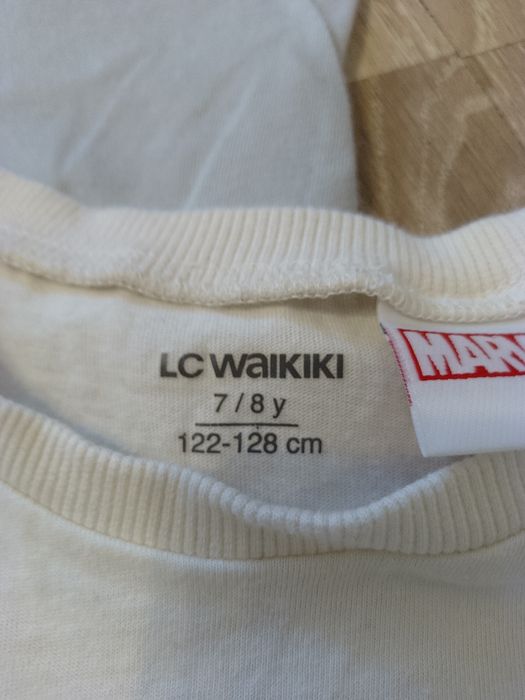 LC WAIKIKI
7 / 8 y
122-128 cm